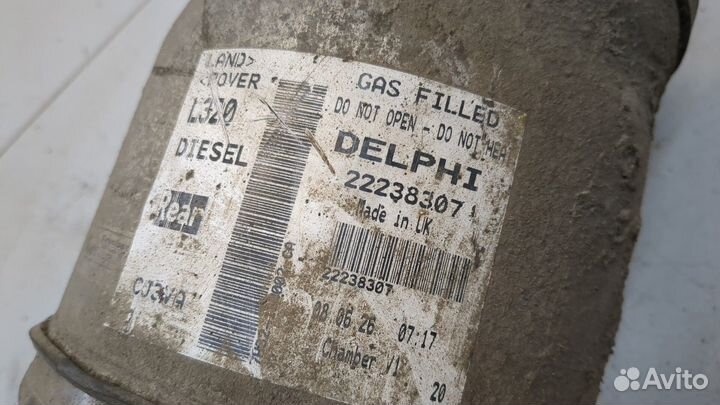 LAND>
<ROVER
L320
DIESEL
Rear
GAS FILLED
DO NOT OPEN - DO NOT HEA
DELPHI
22238307
Made in UK
22238307
08 06 26 07:17
Chamber
20
Avito